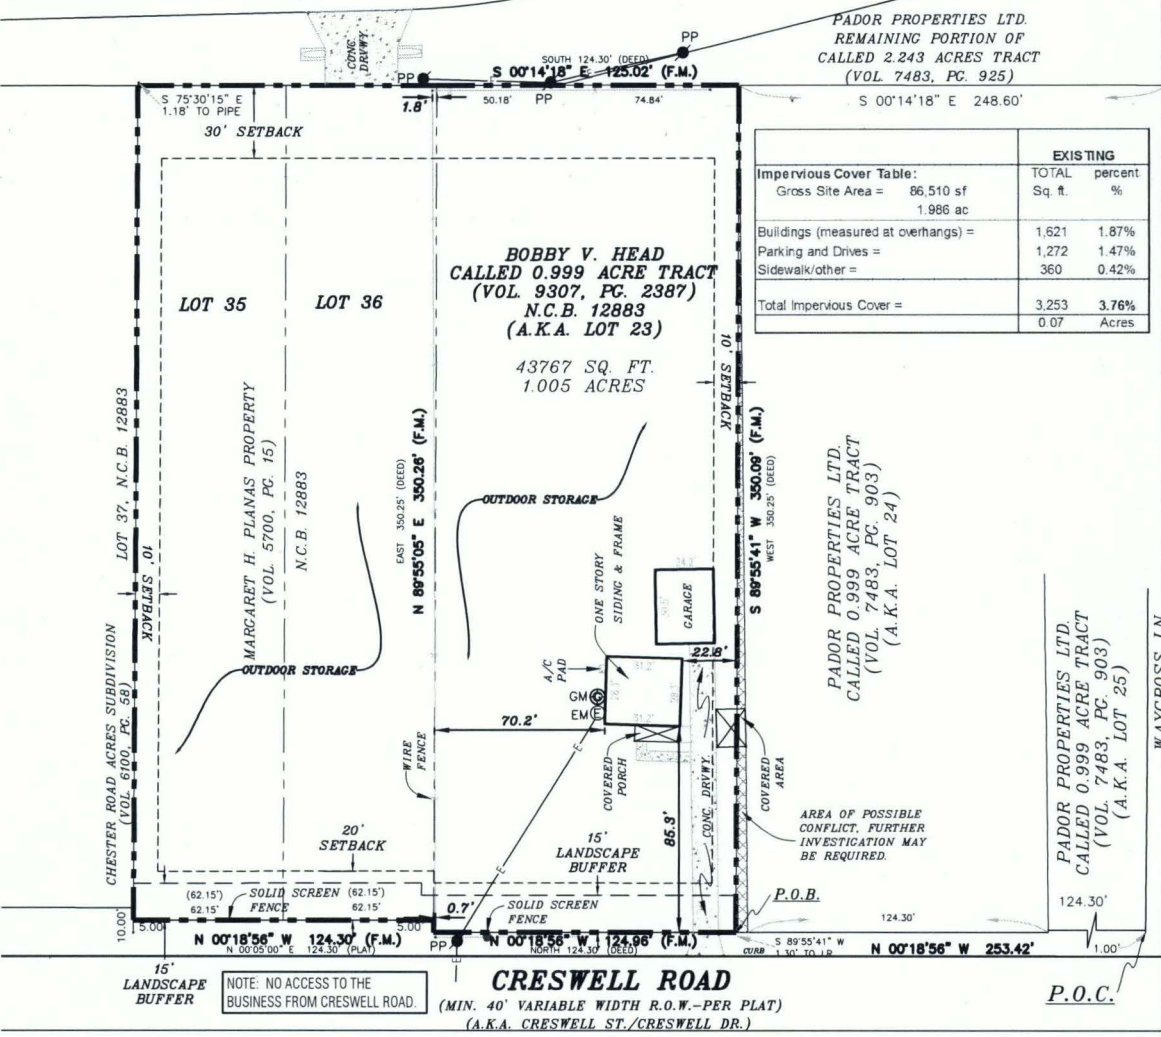 PADOR PROPERTIES LTD.
REMAINING PORTION OF
CALLED 2.243 ACRES TRACT
(VOL. 7483, PG. 925)
CONC. DRVWY.
PP
PP
PP
SOUTH 124.30' (DEED)
S 00°14'18" E 125.02' (F.M.)
50.18'
74.84'
1.8'
S 75°30'15" E
1.18' TO PIPE
30' SETBACK
S 00°14'18" E 248.60'
EXISTING
Impervious Cover Table: TOTAL percent
Gross Site Area = 86,510 sf Sq. ft. %
1.986 ac
Buildings (measured at overhangs) = 1,621 1.87%
Parking and Drives = 1,272 1.47%
Sidewalk/other = 360 0.42%
Total Impervious Cover = 3,253 3.76%
0.07 Acres
LOT 35
LOT 36
BOBBY V. HEAD
CALLED 0.999 ACRE TRACT
(VOL. 9307, PG. 2387)
N.C.B. 12883
(A.K.A. LOT 23)
43767 SQ. FT.
1.005 ACRES
10' SETBACK
LOT 37, N.C.B. 12883
CHESTER ROAD ACRES SUBDIVISION
(VOL. 6100, PG. 58)
10' SETBACK
MARGARET H. PLANAS PROPERTY
(VOL. 5700, PG. 15)
N.C.B. 12883
EAST 350.25' (DEED)
N 89°55'05" E 350.26' (F.M.)
OUTDOOR STORAGE
OUTDOOR STORAGE
S 89°55'41" W 350.09' (F.M.)
WEST 350.25' (DEED)
PADOR PROPERTIES LTD.
CALLED 0.999 ACRE TRACT
(VOL. 7483, PG. 903)
(A.K.A. LOT 24)
PADOR PROPERTIES LTD.
CALLED 0.999 ACRE TRACT
(VOL. 7483, PG. 903)
(A.K.A. LOT 25)
WAYCROSS LN
ONE STORY
SIDING & FRAME
24.2'
GARAGE
22.8'
A/C
PAD
31.2'
31.2'
GM G
EM E
70.2'
E
E
E
WIRE
FENCE
COVERED
PORCH
CONC. DRVWY.
COVERED
AREA
85.3'
AREA OF POSSIBLE
CONFLICT, FURTHER
INVESTIGATION MAY
BE REQUIRED.
20'
SETBACK
15'
LANDSCAPE
BUFFER
(62.15') SOLID SCREEN (62.15')
62.15' FENCE 62.15'
0.7'
SOLID SCREEN
FENCE
P.O.B.
124.30'
124.30'
10.00'
5.00'
5.00'
PP
N 00°18'56" W 124.30' (F.M.)
N 00°05'00" E 124.30' (PLAT)
N 00°18'56" W 124.96' (F.M.)
NORTH 124.30' (DEED)
CURB
S 89°55'41" W
1.30' TO I.R.
N 00°18'56" W 253.42'
1.00'
15'
LANDSCAPE
BUFFER
NOTE: NO ACCESS TO THE
BUSINESS FROM CRESWELL ROAD.
CRESWELL ROAD
(MIN. 40' VARIABLE WIDTH R.O.W.-PER PLAT)
(A.K.A. CRESWELL ST./CRESWELL DR.)
P.O.C.